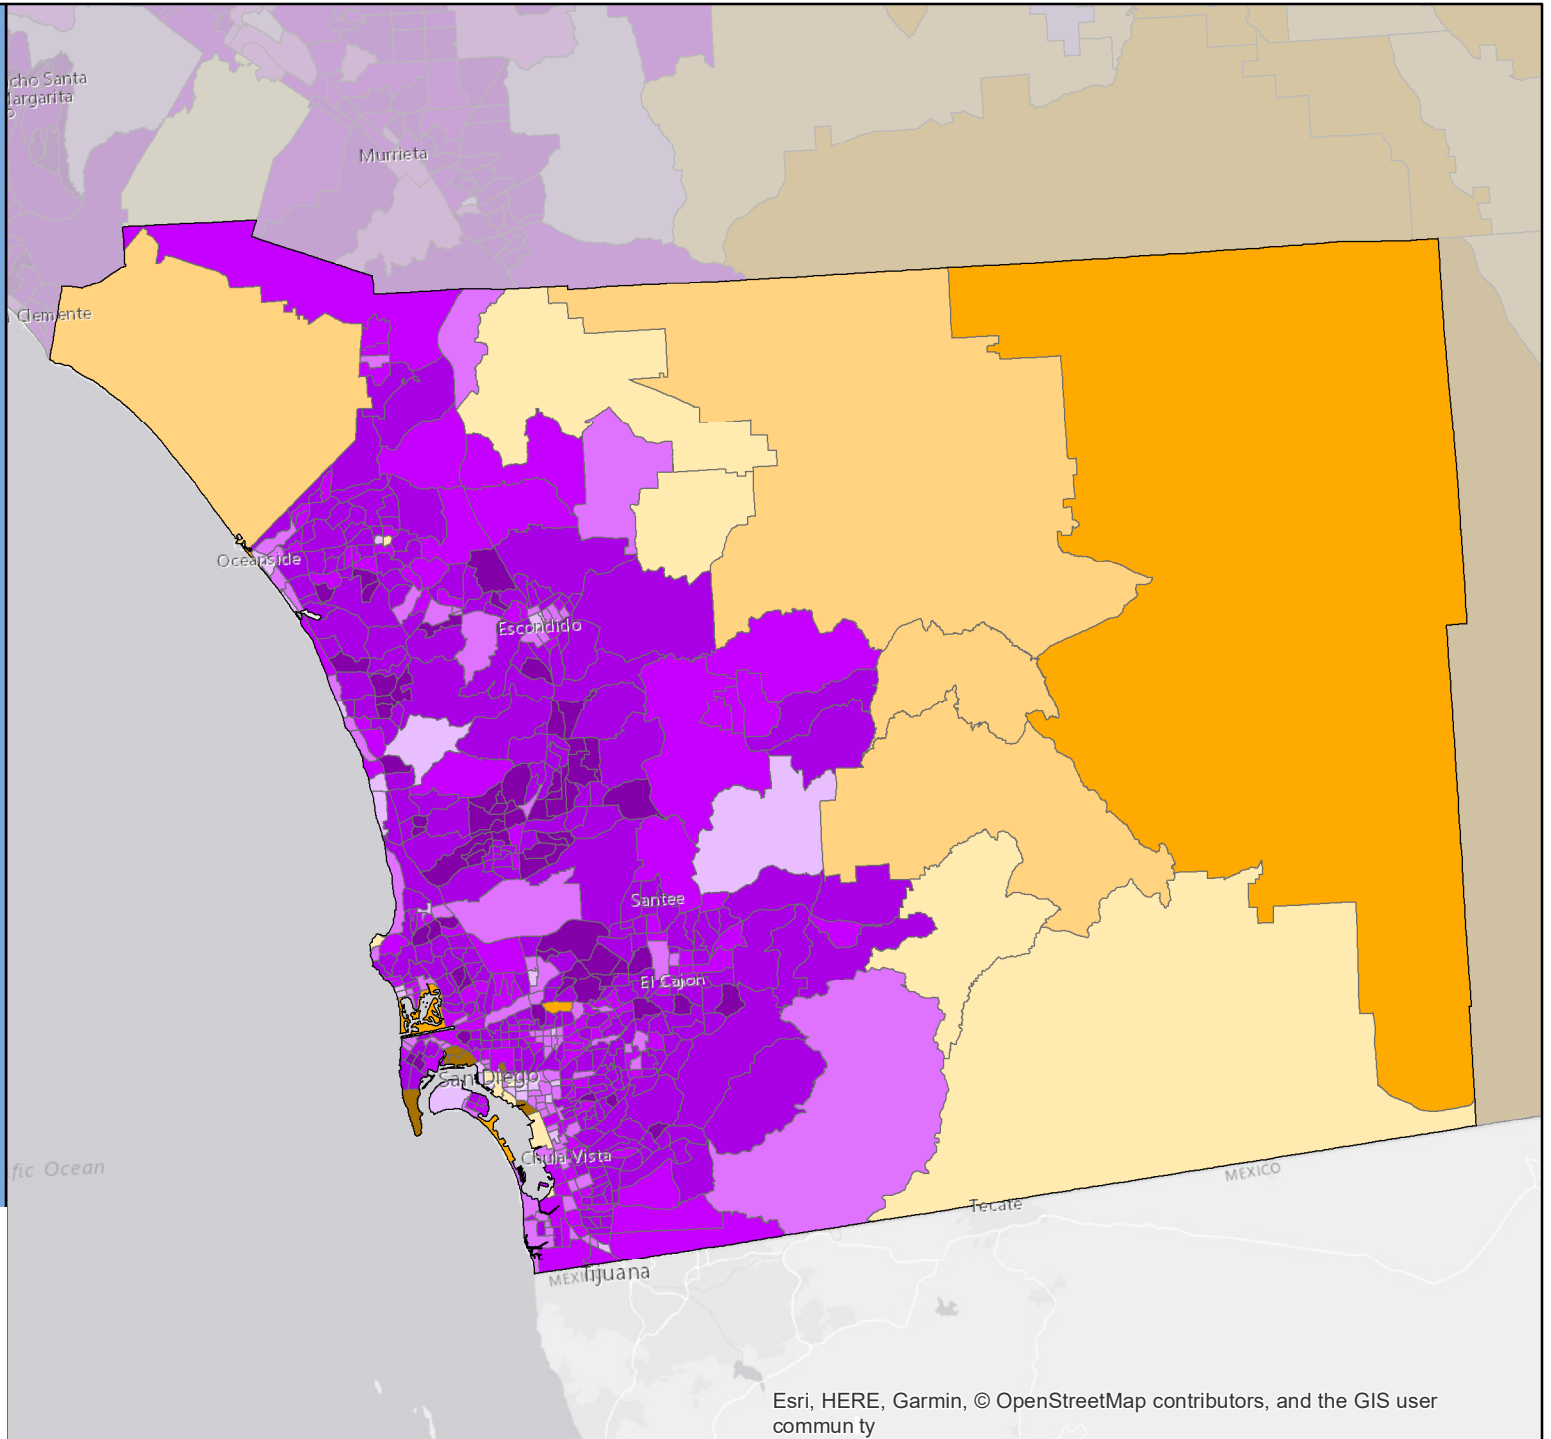 cho Santa
Margarita
Murrieta
Clemente
Oceanside
Escondido
Santee
El Cajon
San Diego
Chula Vista
fic Ocean
MEXICO
Tecate
MEXI
Tijuana
Esri, HERE, Garmin, © OpenStreetMap contributors, and the GIS user
commun ty